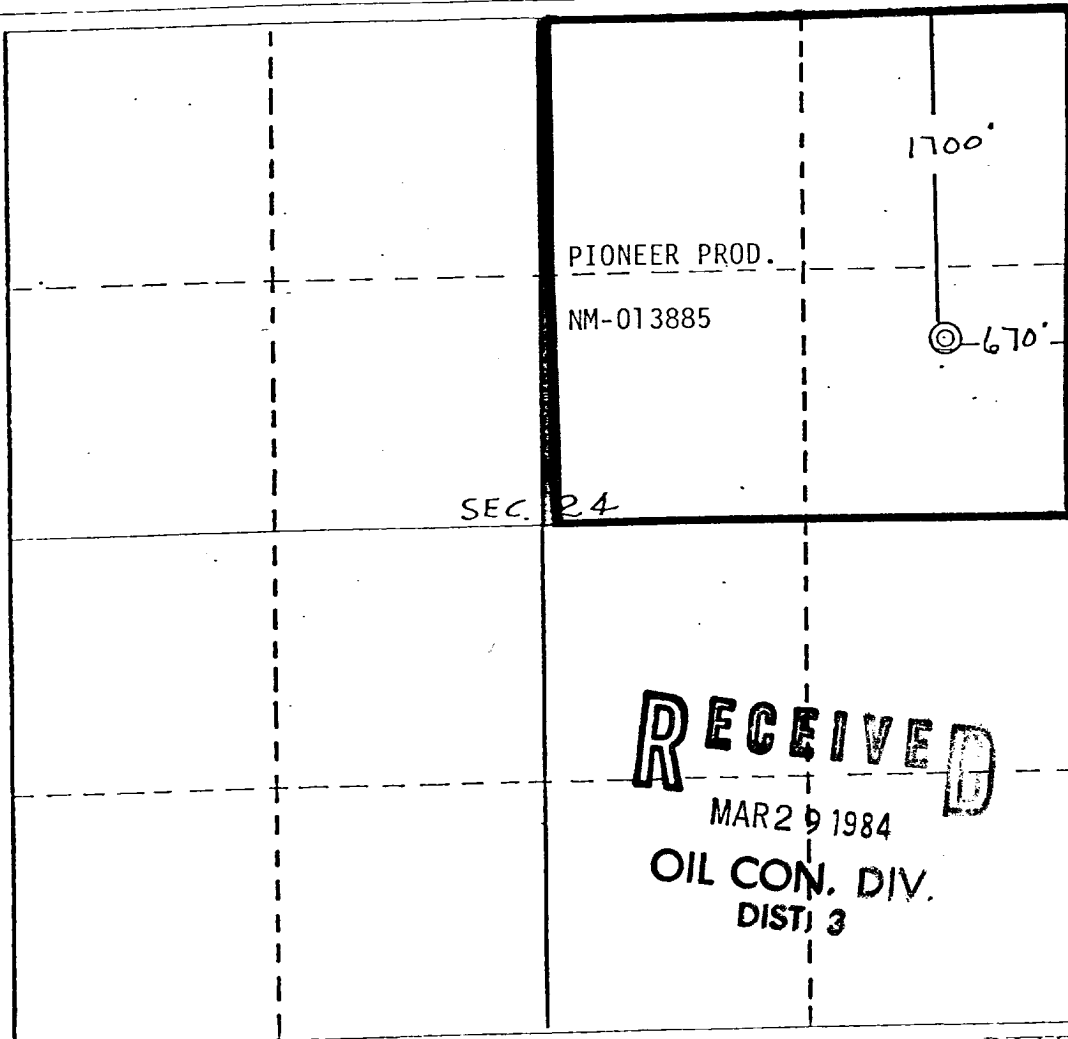 1700'
PIONEER PROD.
NM-013885
670'
SEC. 24
RECEIVED
MAR 29 1984
OIL CON. DIV.
DIST. 3